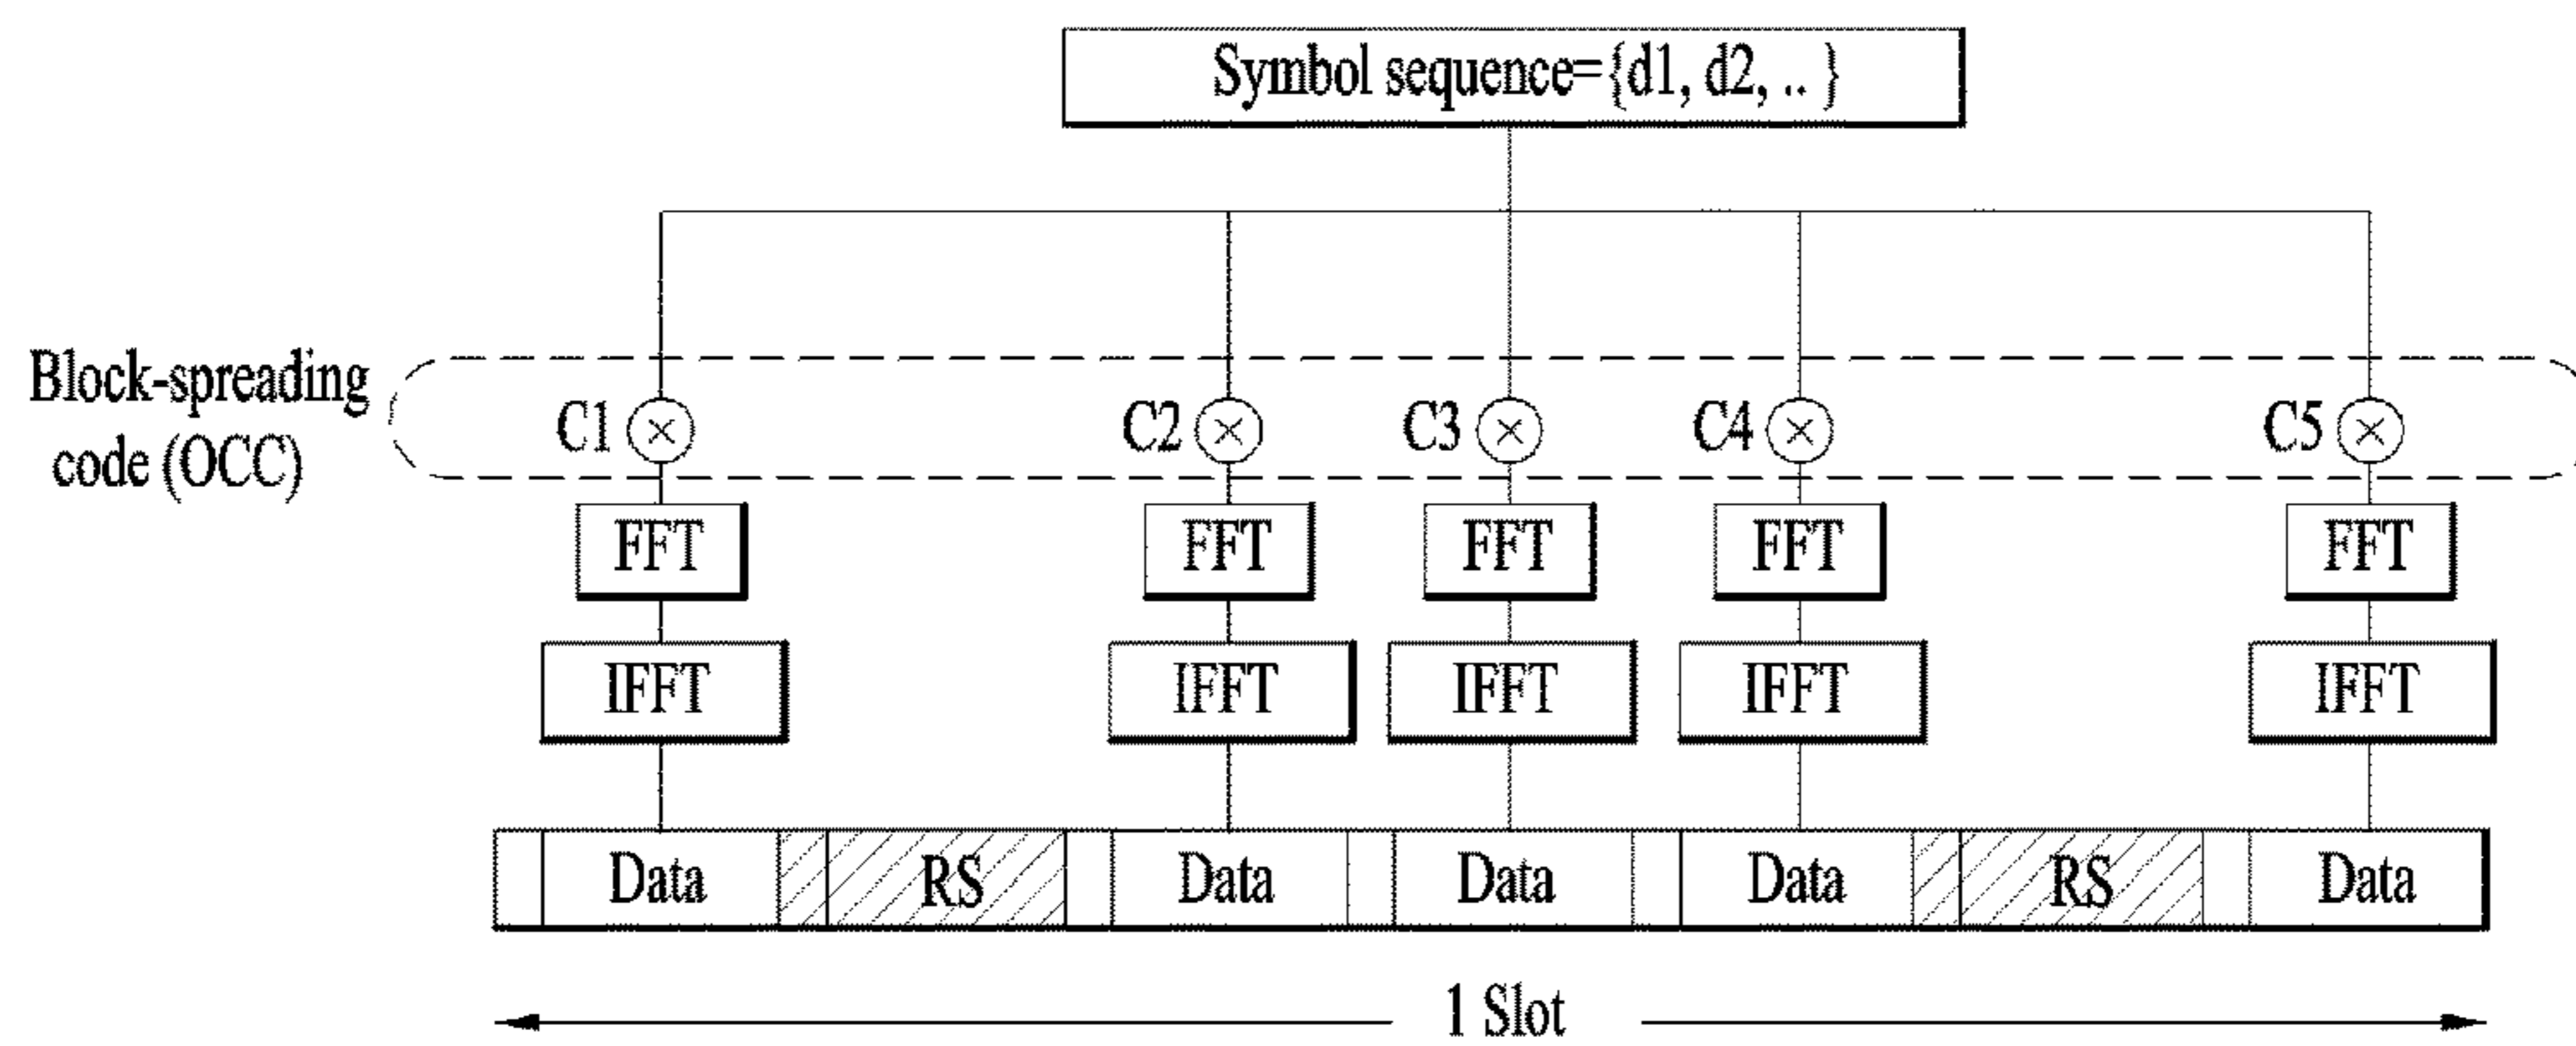 Symbol sequence={d1, d2, .. }
Block-spreading
code (OCC)
C1
C2
C3
C4
C5
FFT
FFT
FFT
FFT
FFT
IFFT
IFFT
IFFT
IFFT
IFFT
Data
RS
Data
Data
Data
RS
Data
1 Slot